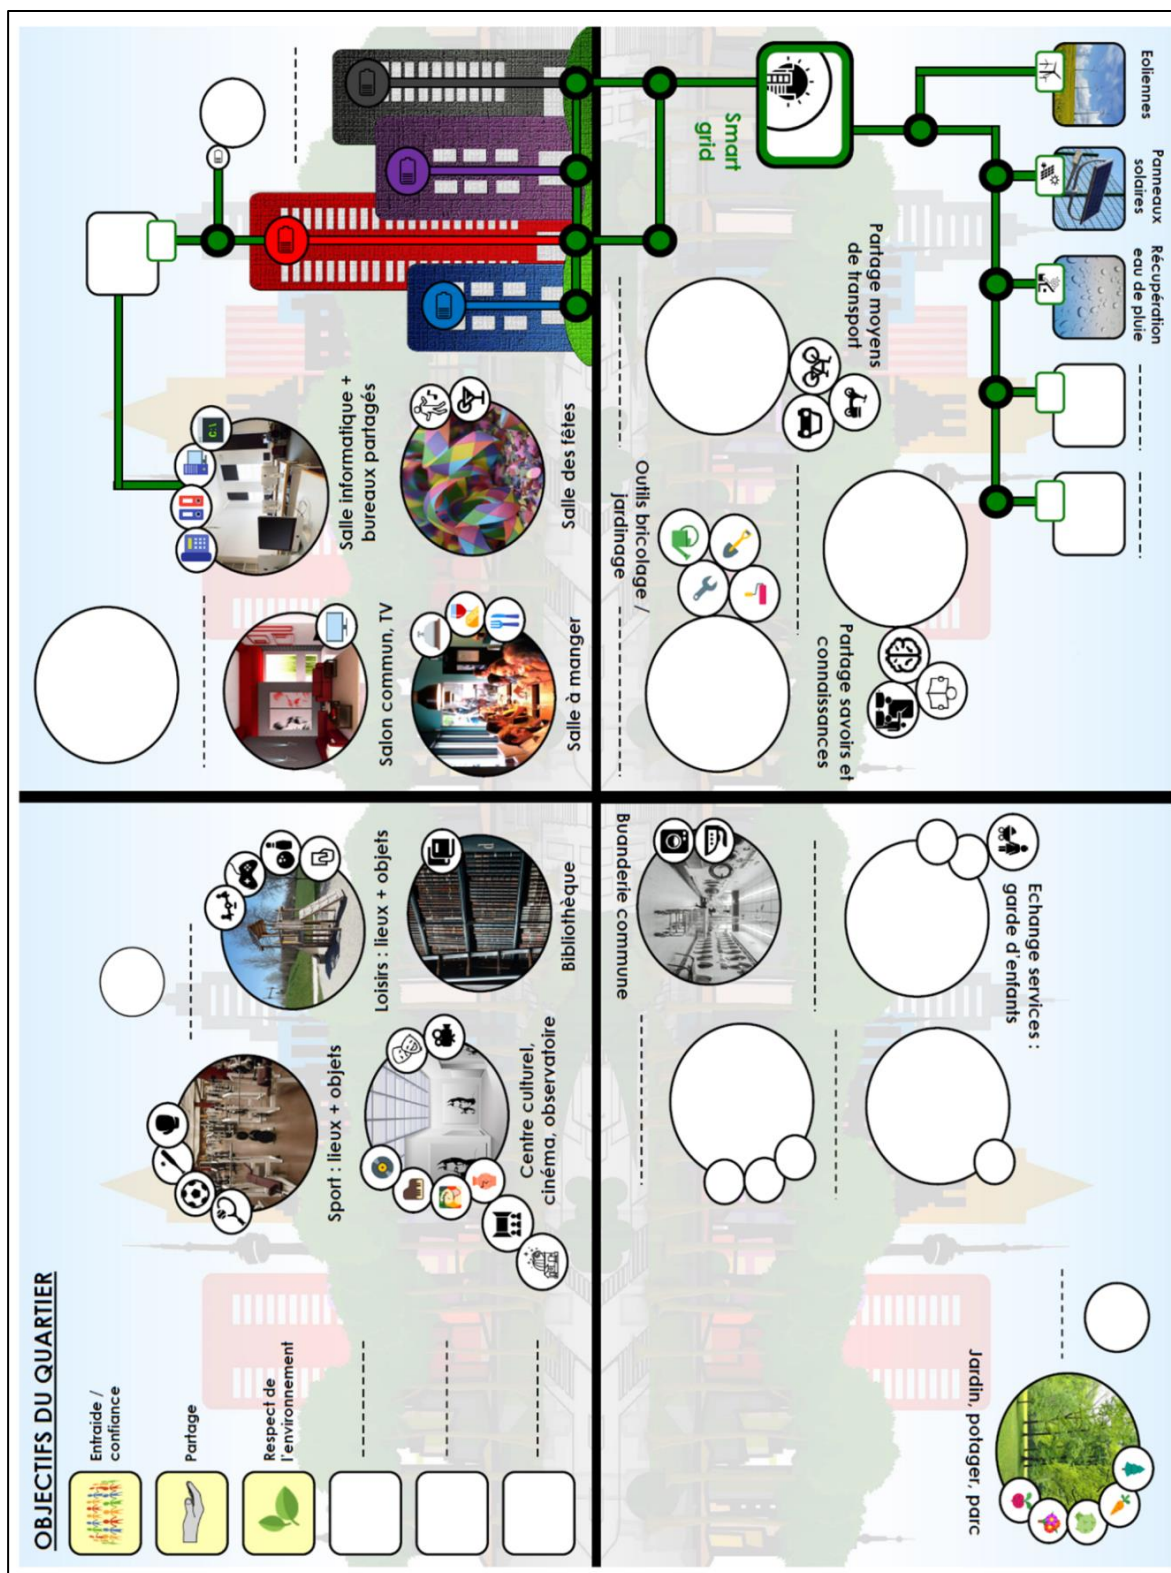 OBJECTIFS DU QUARTIER
Entraide /
confiance
Partage
Respect de
l'environnement
Sport : lieux + objets
Loisirs : lieux + objets
Centre culturel,
cinéma, observatoire
Bibliothèque
Salon commun, TV
Salle à manger
Salle informatique +
bureaux partagés
C:\
Salle des fêtes
Jardin, potager, parc
Buanderie commune
Echange services :
garde d'enfants
Outils bricolage /
jardinage
Partage savoirs et
connaissances
Partage moyens
de transport
Smart
grid
Eoliennes
Panneaux
solaires
Récupération
eau de pluie